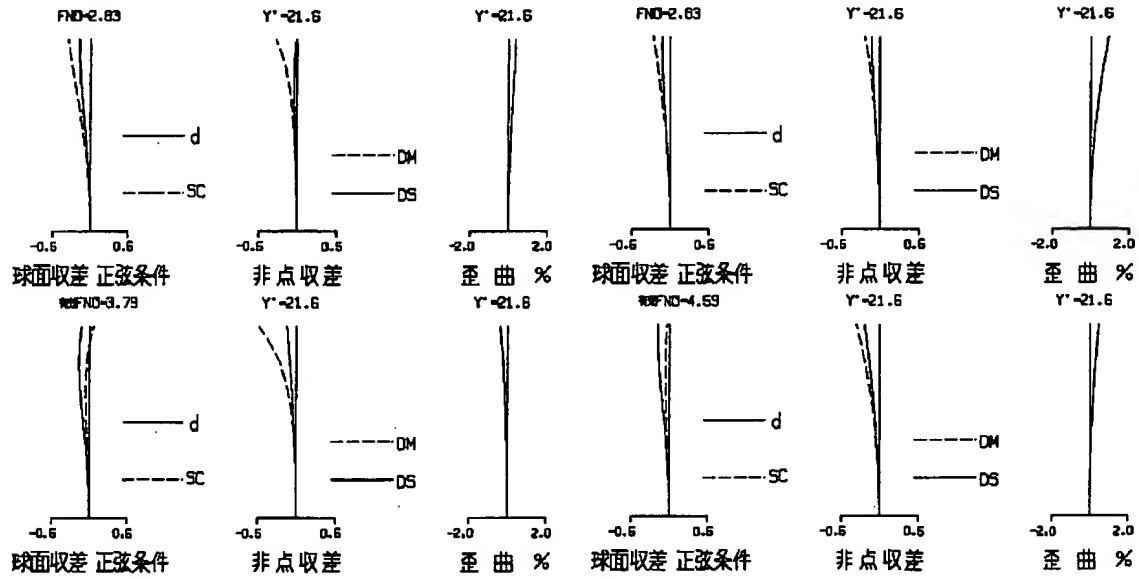 FNO=2.83 Y'=21.6 Y'=21.6 FNO=2.83 Y'=21.6 Y'=21.6
d d
DM DM
SC DS SC DS
-0.6 0.6 -0.6 0.6 -2.0 2.0 -0.6 0.6 -0.6 0.6 -2.0 2.0
球面収差 正弦条件 非点収差 歪曲 % 球面収差 正弦条件 非点収差 歪曲 %
FNO=3.79 Y'=21.6 Y'=21.6 FNO=4.59 Y'=21.6 Y'=21.6
d d
DM DM
SC DS SC DS
-0.6 0.6 -0.6 0.6 -2.0 2.0 -0.6 0.6 -0.6 0.6 -2.0 2.0
球面収差 正弦条件 非点収差 歪曲 % 球面収差 正弦条件 非点収差 歪曲 %